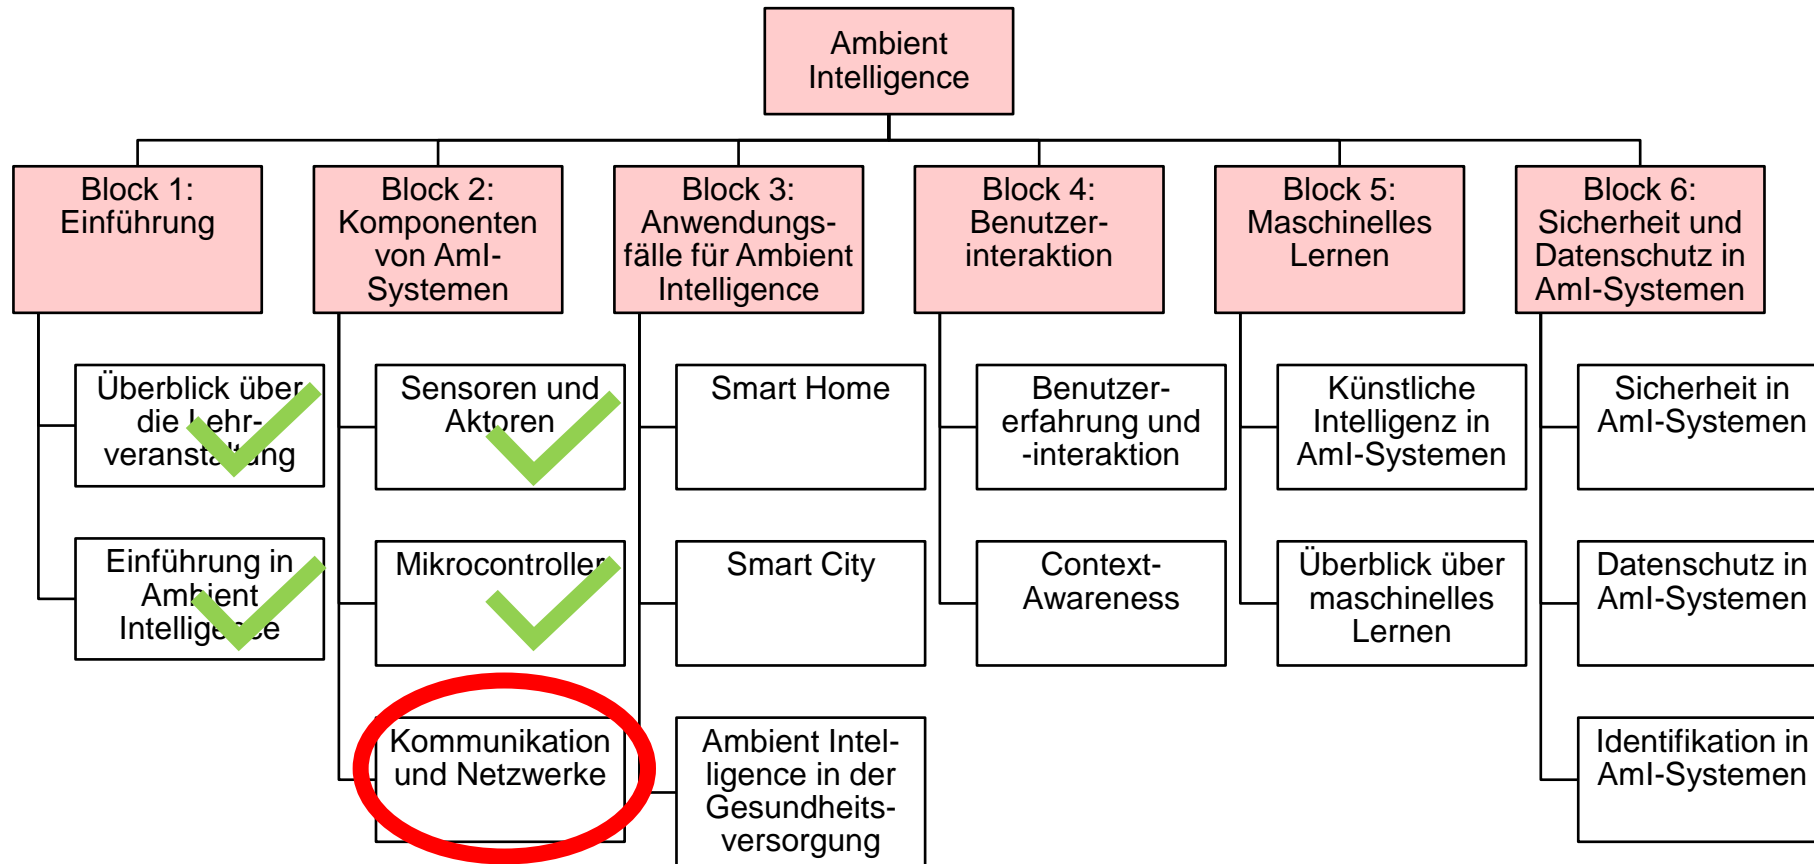 Ambient
Intelligence
Block 1:
Einführung
Block 2:
Komponenten
von AmI-
Systemen
Block 3:
Anwendungs-
fälle für Ambient
Intelligence
Block 4:
Benutzer-
interaktion
Block 5:
Maschinelles
Lernen
Block 6:
Sicherheit und
Datenschutz in
AmI-Systemen
Überblick über
die Lehr-
veranstaltung
Einführung in
Ambient
Intelligence
Sensoren und
Aktoren
Mikrocontroller
Kommunikation
und Netzwerke
Smart Home
Smart City
Ambient Intel-
ligence in der
Gesundheits-
versorgung
Benutzer-
erfahrung und
-interaktion
Context-
Awareness
Künstliche
Intelligenz in
AmI-Systemen
Überblick über
maschinelles
Lernen
Sicherheit in
AmI-Systemen
Datenschutz in
AmI-Systemen
Identifikation in
AmI-Systemen